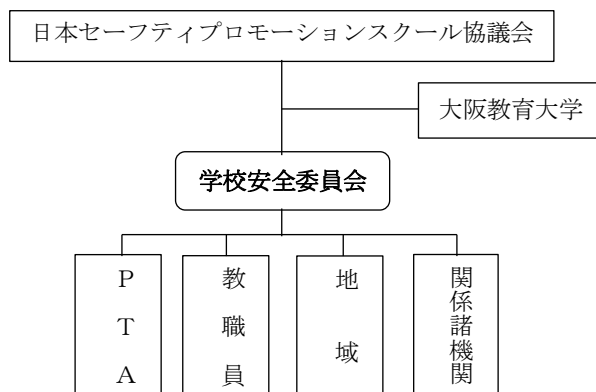 日本セーフティプロモーションスクール協議会
大阪教育大学
学校安全委員会
PTA
教職員
地域
関係諸機関